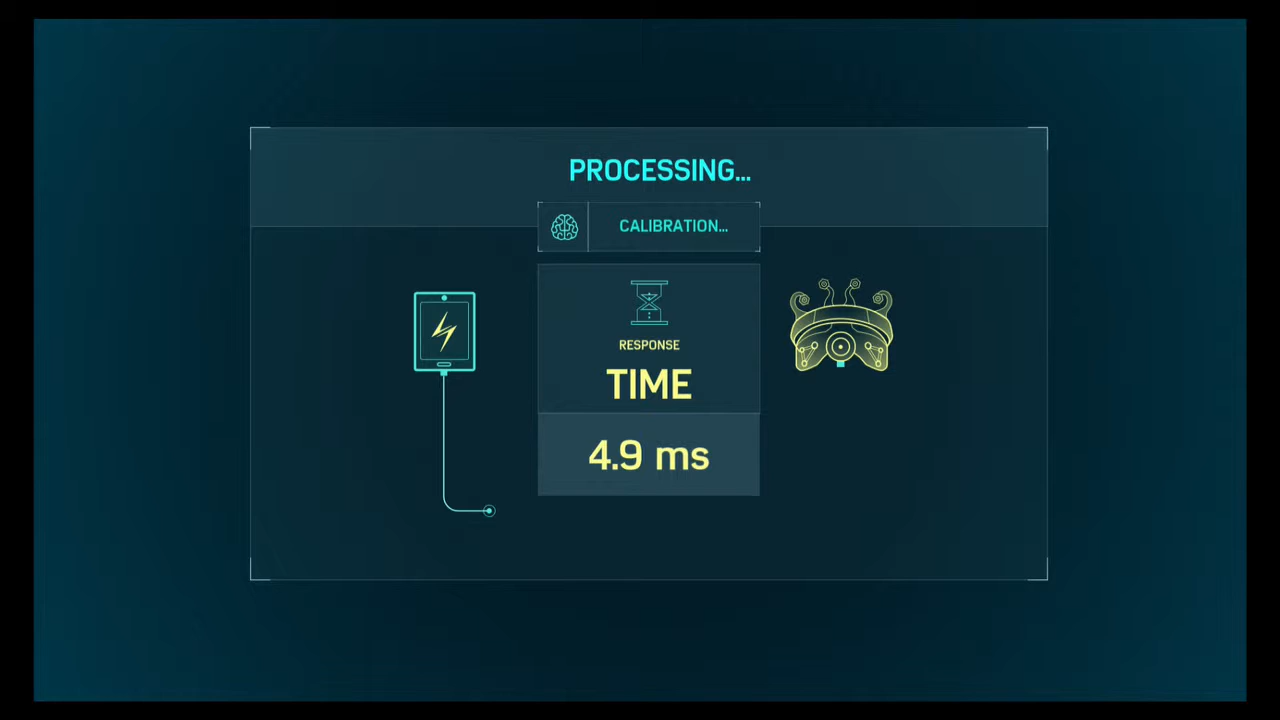 PROCESSING...
CALIBRATION...
RESPONSE
TIME
4.9 ms